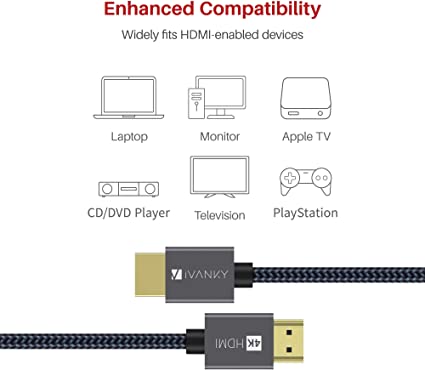 Enhanced Compatibility
Widely fits HDMI-enabled devices
Laptop
Monitor
Apple TV
CD/DVD Player
Television
PlayStation
iVANKY
4K HDMI